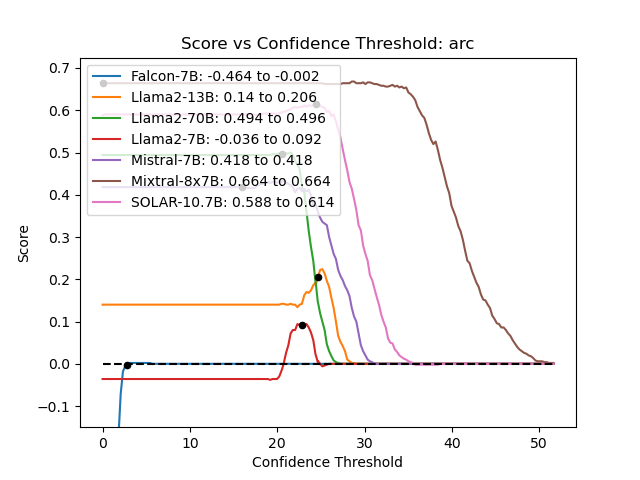 Score vs Confidence Threshold: arc
0.7
0.6
0.5
0.4
0.3
0.2
0.1
0.0
−0.1
Score
Falcon-7B: -0.464 to -0.002
Llama2-13B: 0.14 to 0.206
Llama2-70B: 0.494 to 0.496
Llama2-7B: -0.036 to 0.092
Mistral-7B: 0.418 to 0.418
Mixtral-8x7B: 0.664 to 0.664
SOLAR-10.7B: 0.588 to 0.614
0 10 20 30 40 50
Confidence Threshold